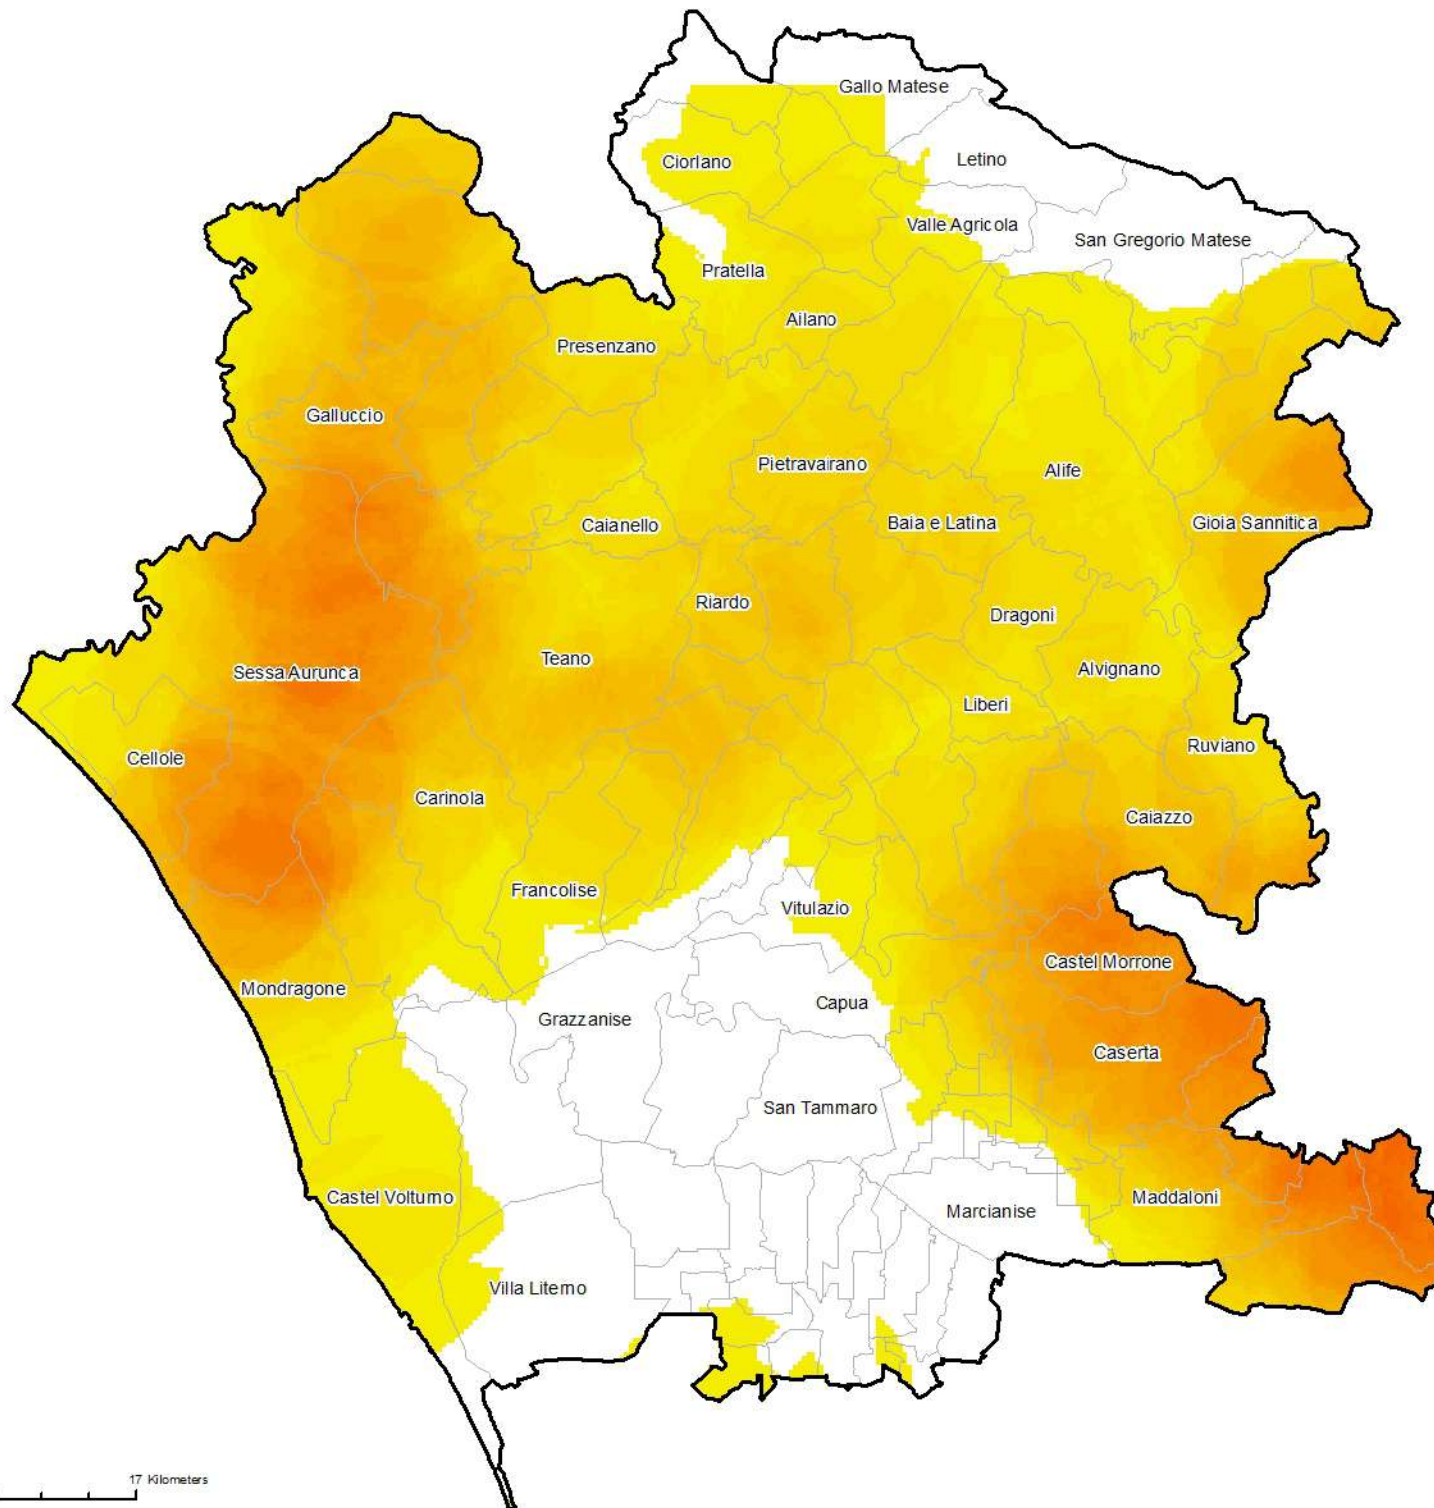 Gallo Matese
Ciorlano
Letino
Valle Agricola
San Gregorio Matese
Pratella
Ailano
Presenzano
Galluccio
Pietravairano
Alife
Caianello
Baia e Latina
Gioia Sannitica
Riardo
Dragoni
Teano
Sessa Aurunca
Alvignano
Liberi
Cellole
Ruviano
Carinola
Caiazzo
Francolise
Vitulazio
Castel Morrone
Mondragone
Capua
Grazzanise
Caserta
San Tammaro
Castel Volturno
Maddaloni
Marcianise
Villa Literno
17 Kilometers